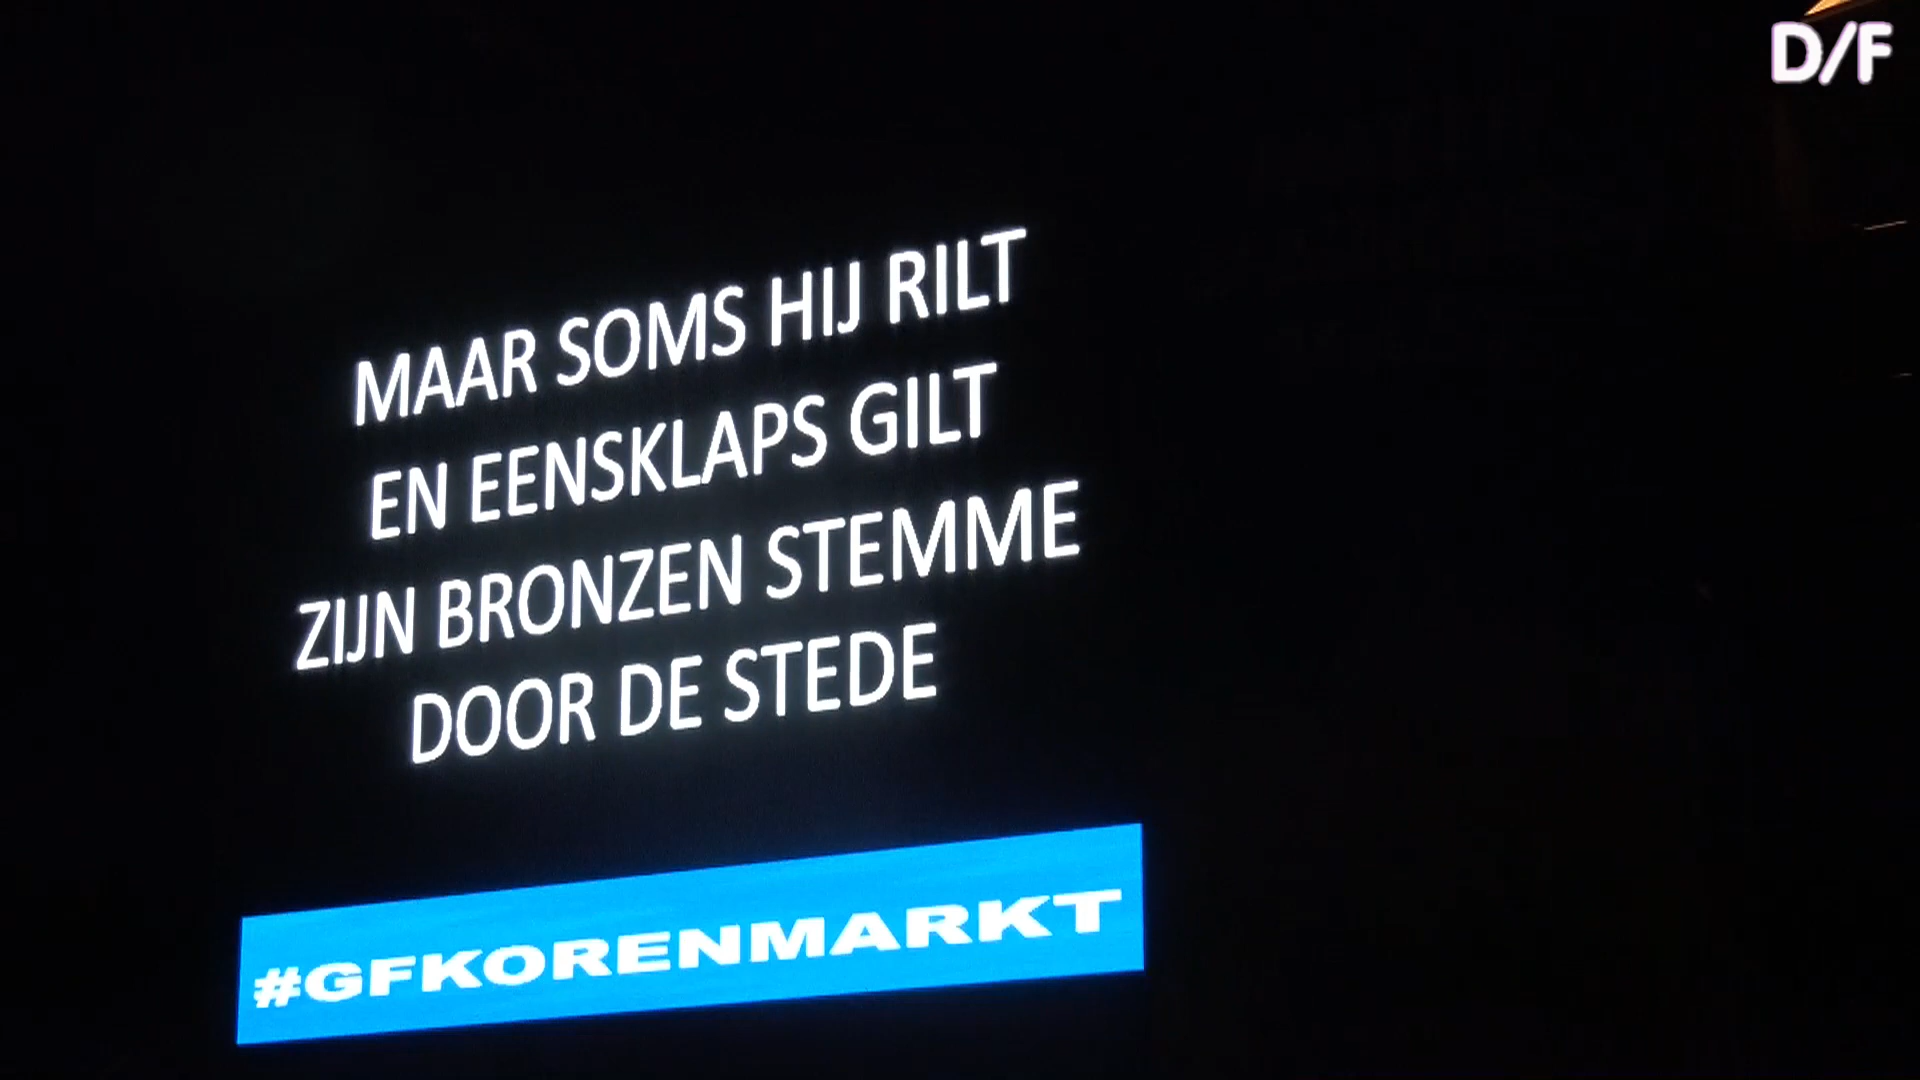 D/F
MAAR SOMS HIJ RILT
EN EENSKLAPS GILT
ZIJN BRONZEN STEMME
DOOR DE STEDE
#GFKORENMARKT